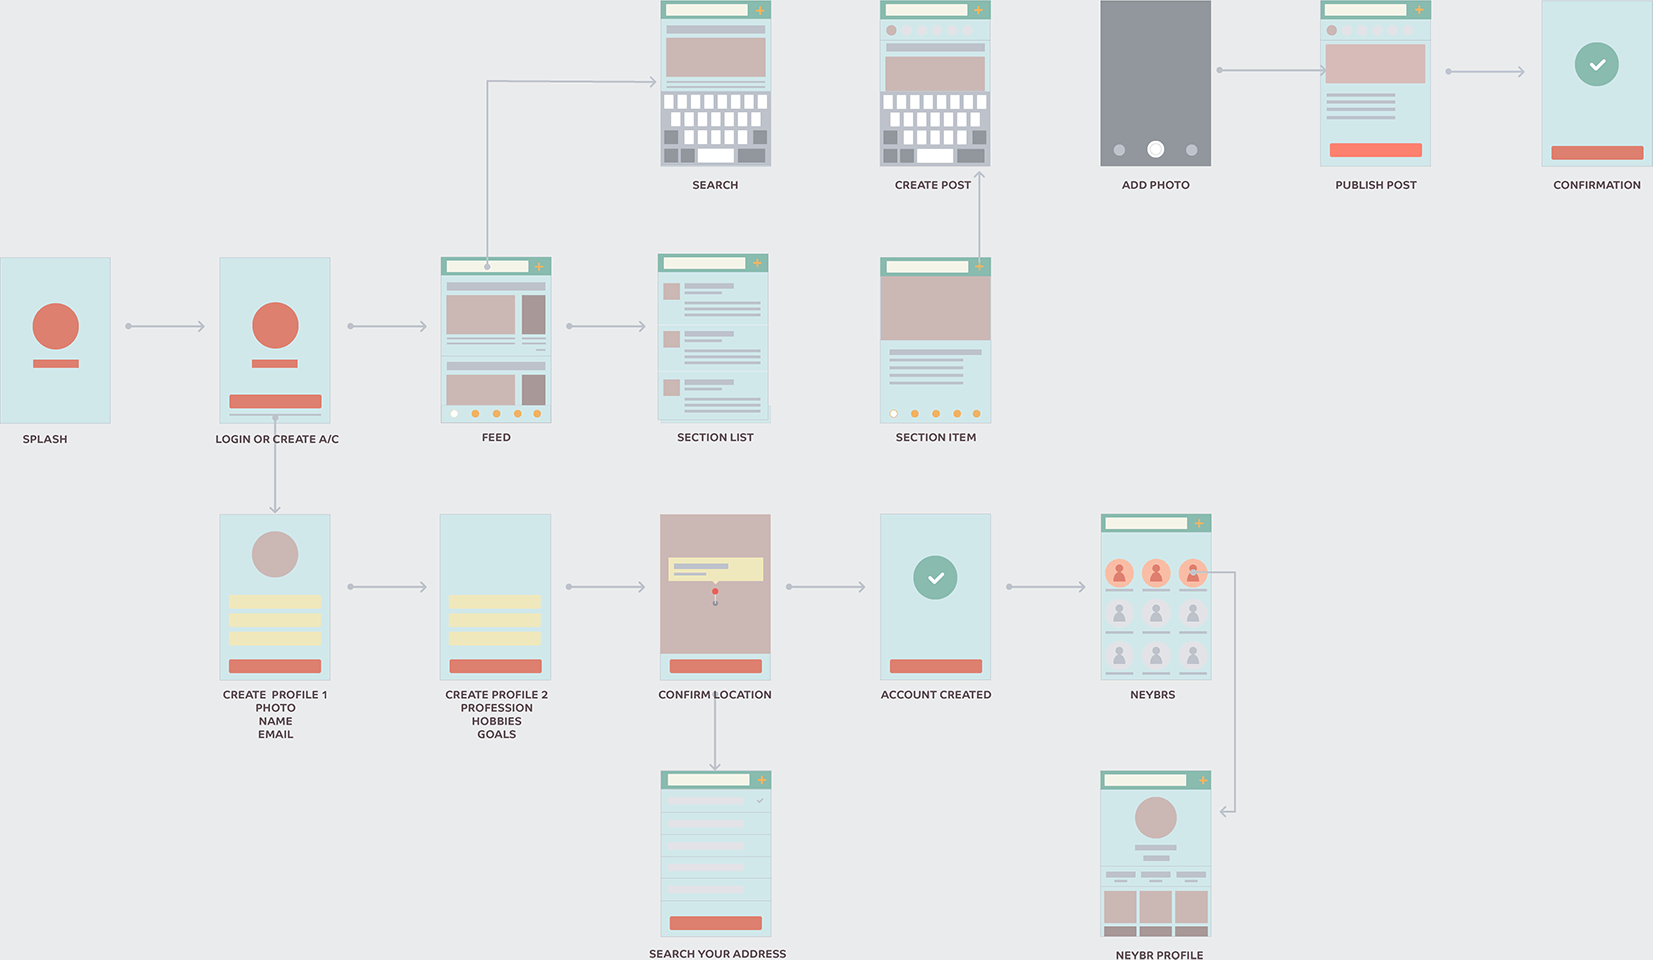 SEARCH
CREATE POST
ADD PHOTO
PUBLISH POST
CONFIRMATION
SPLASH
LOGIN OR CREATE A/C
FEED
SECTION LIST
SECTION ITEM
CREATE PROFILE 1
PHOTO
NAME
EMAIL
CREATE PROFILE 2
PROFESSION
HOBBIES
GOALS
CONFIRM LOCATION
ACCOUNT CREATED
NEYBRS
SEARCH YOUR ADDRESS
NEYBR PROFILE